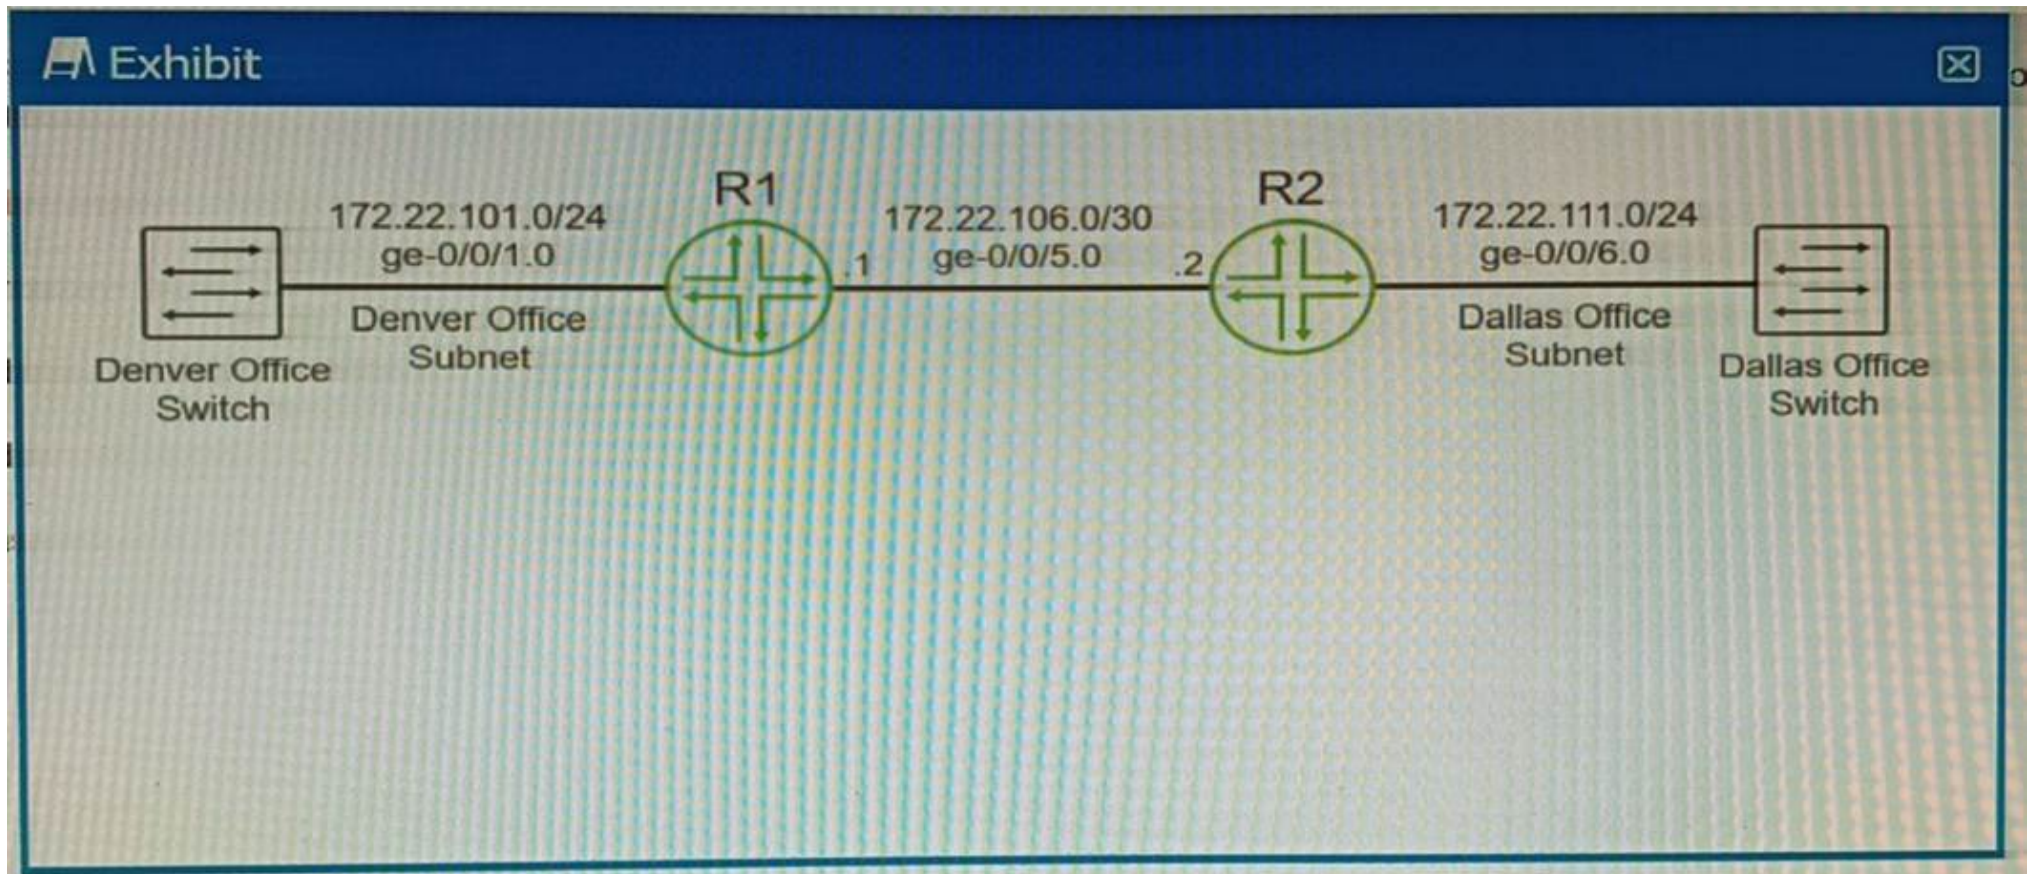 Exhibit
R1
R2
172.22.101.0/24
172.22.106.0/30
172.22.111.0/24
ge-0/0/1.0
.1
ge-0/0/5.0
.2
ge-0/0/6.0
Denver Office
Subnet
Dallas Office
Subnet
Denver Office
Switch
Dallas Office
Switch